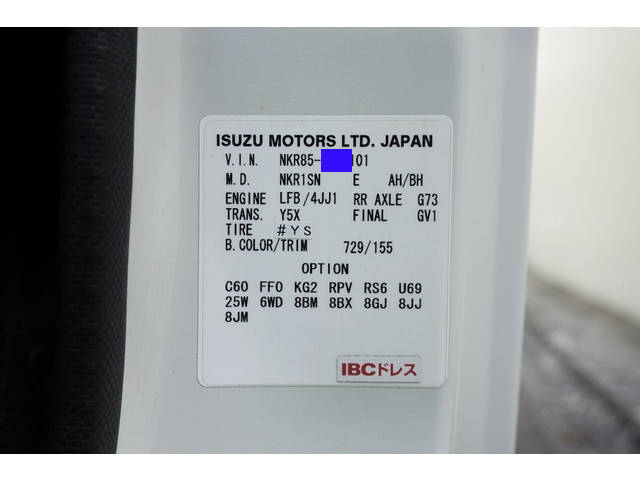 ISUZU MOTORS LTD. JAPAN
V.I.N. NKR85- 101
M.D. NKR1SN E AH/BH
ENGINE LFB/4JJ1 RR AXLE G73
TRANS. Y5X FINAL GV1
TIRE #YS
B.COLOR/TRIM 729/155
OPTION
C60 FF0 KG2 RPV RS6 U69
25W 6WD 8BM 8BX 8GJ 8JJ
8JM
IBCドレス